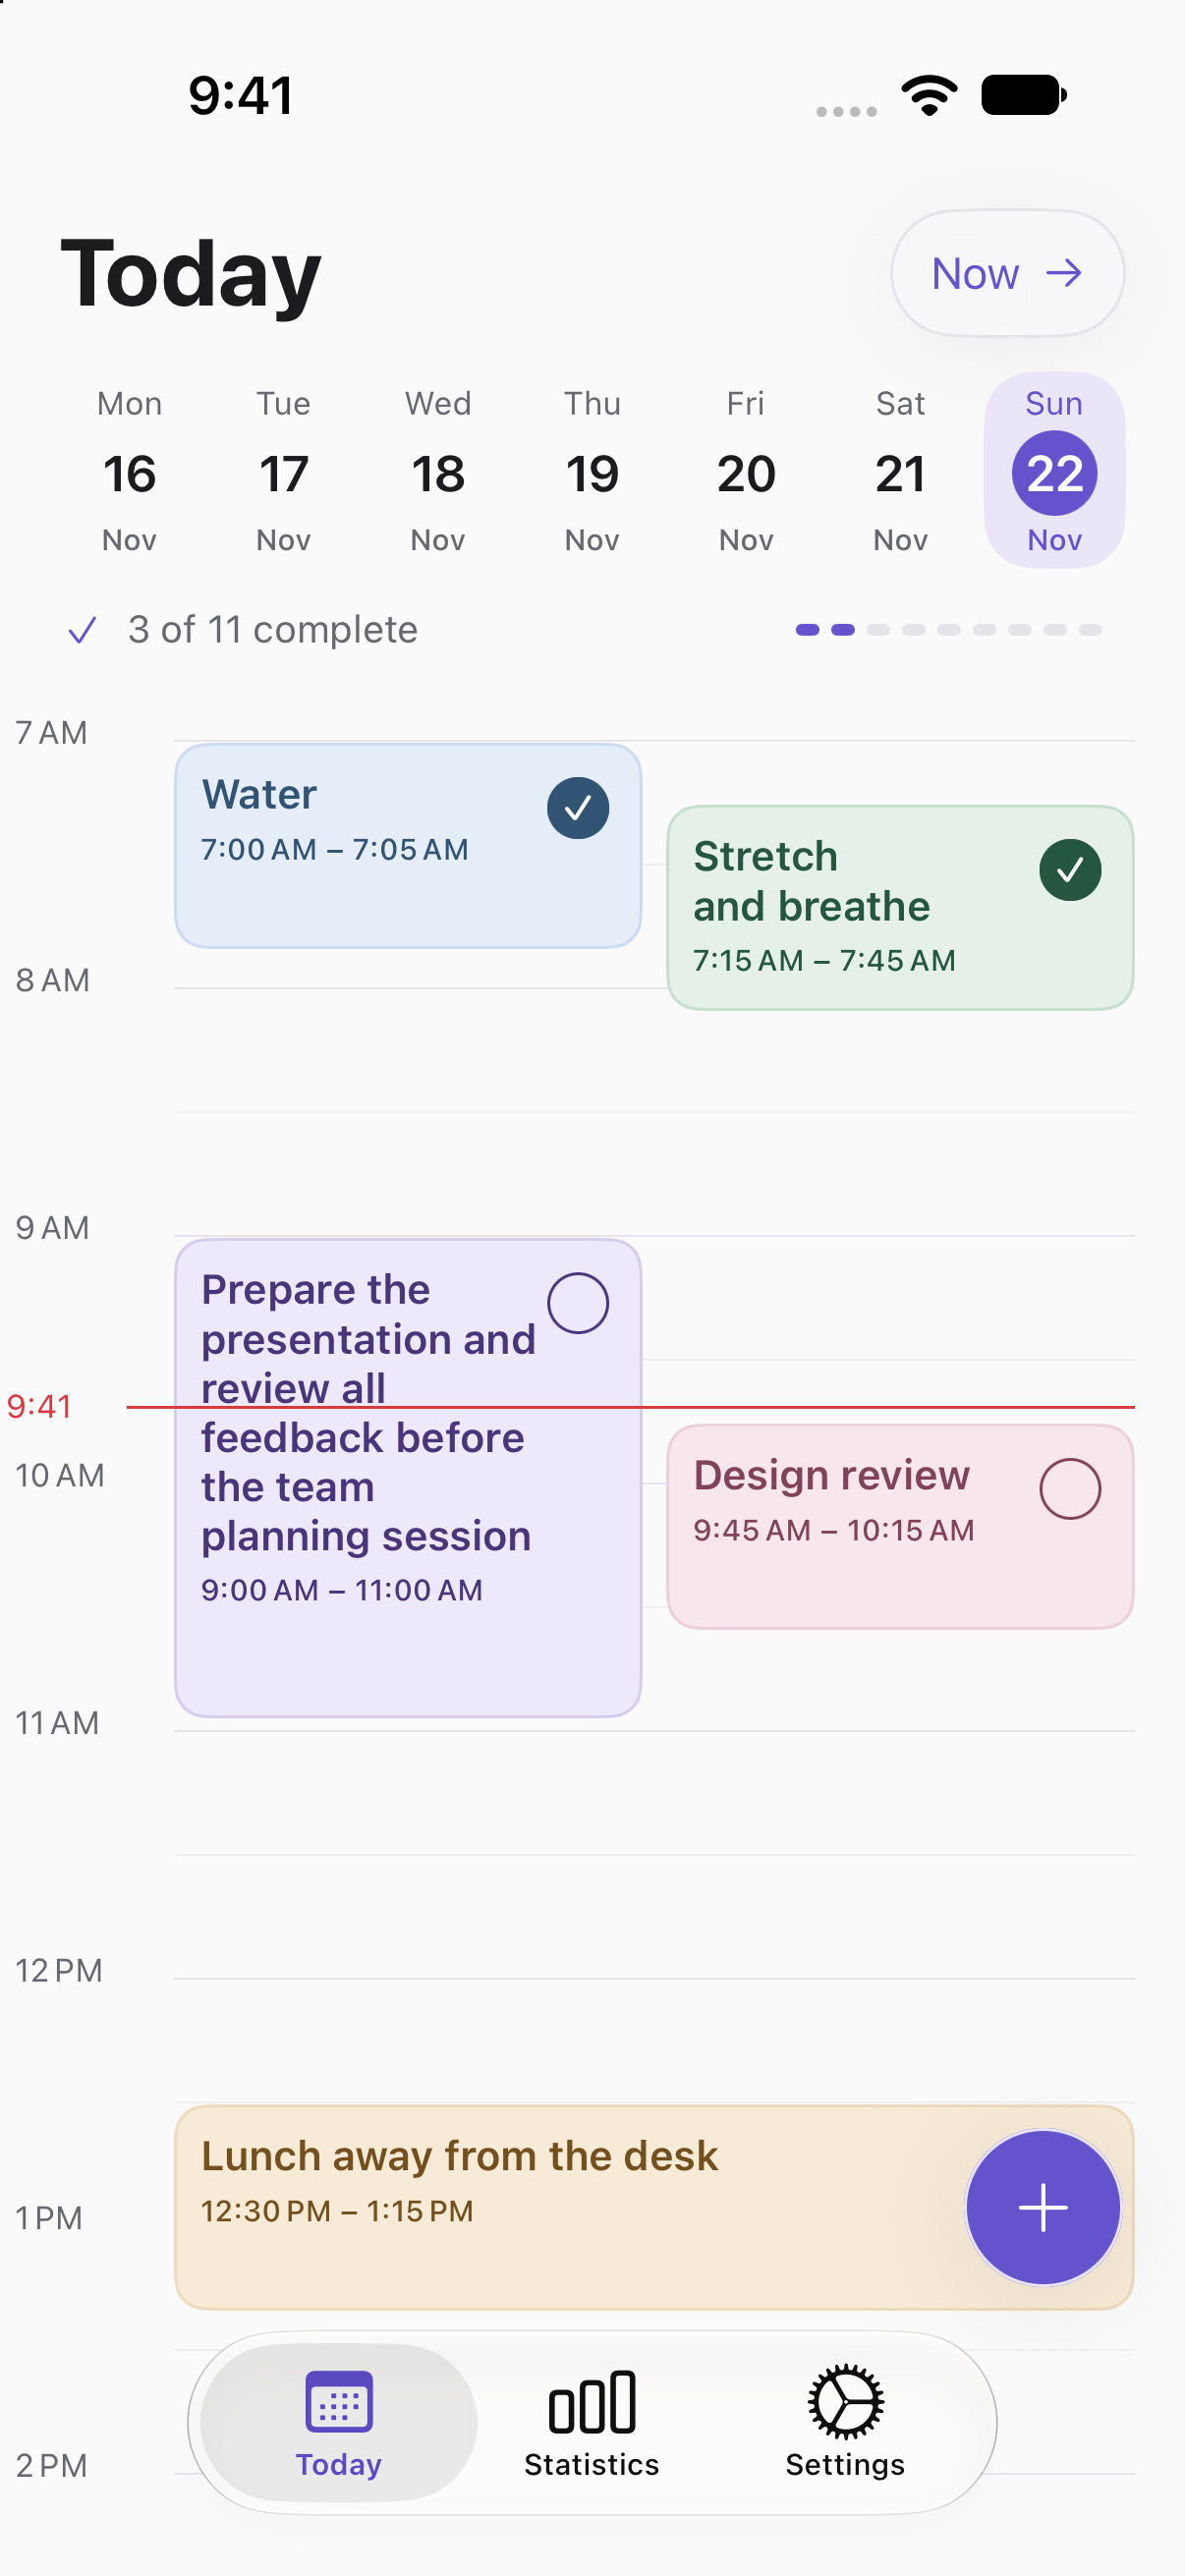 9:41
Today
Now
Mon Tue Wed Thu Fri Sat Sun
16 17 18 19 20 21 22
Nov Nov Nov Nov Nov Nov Nov
3 of 11 complete
7 AM
Water
7:00 AM – 7:05 AM
Stretch
and breathe
7:15 AM – 7:45 AM
8 AM
9 AM
Prepare the
presentation and
review all
feedback before
the team
planning session
9:00 AM – 11:00 AM
9:41
10 AM
Design review
9:45 AM – 10:15 AM
11 AM
12 PM
Lunch away from the desk
12:30 PM – 1:15 PM
1 PM
2 PM
Today
Statistics
Settings